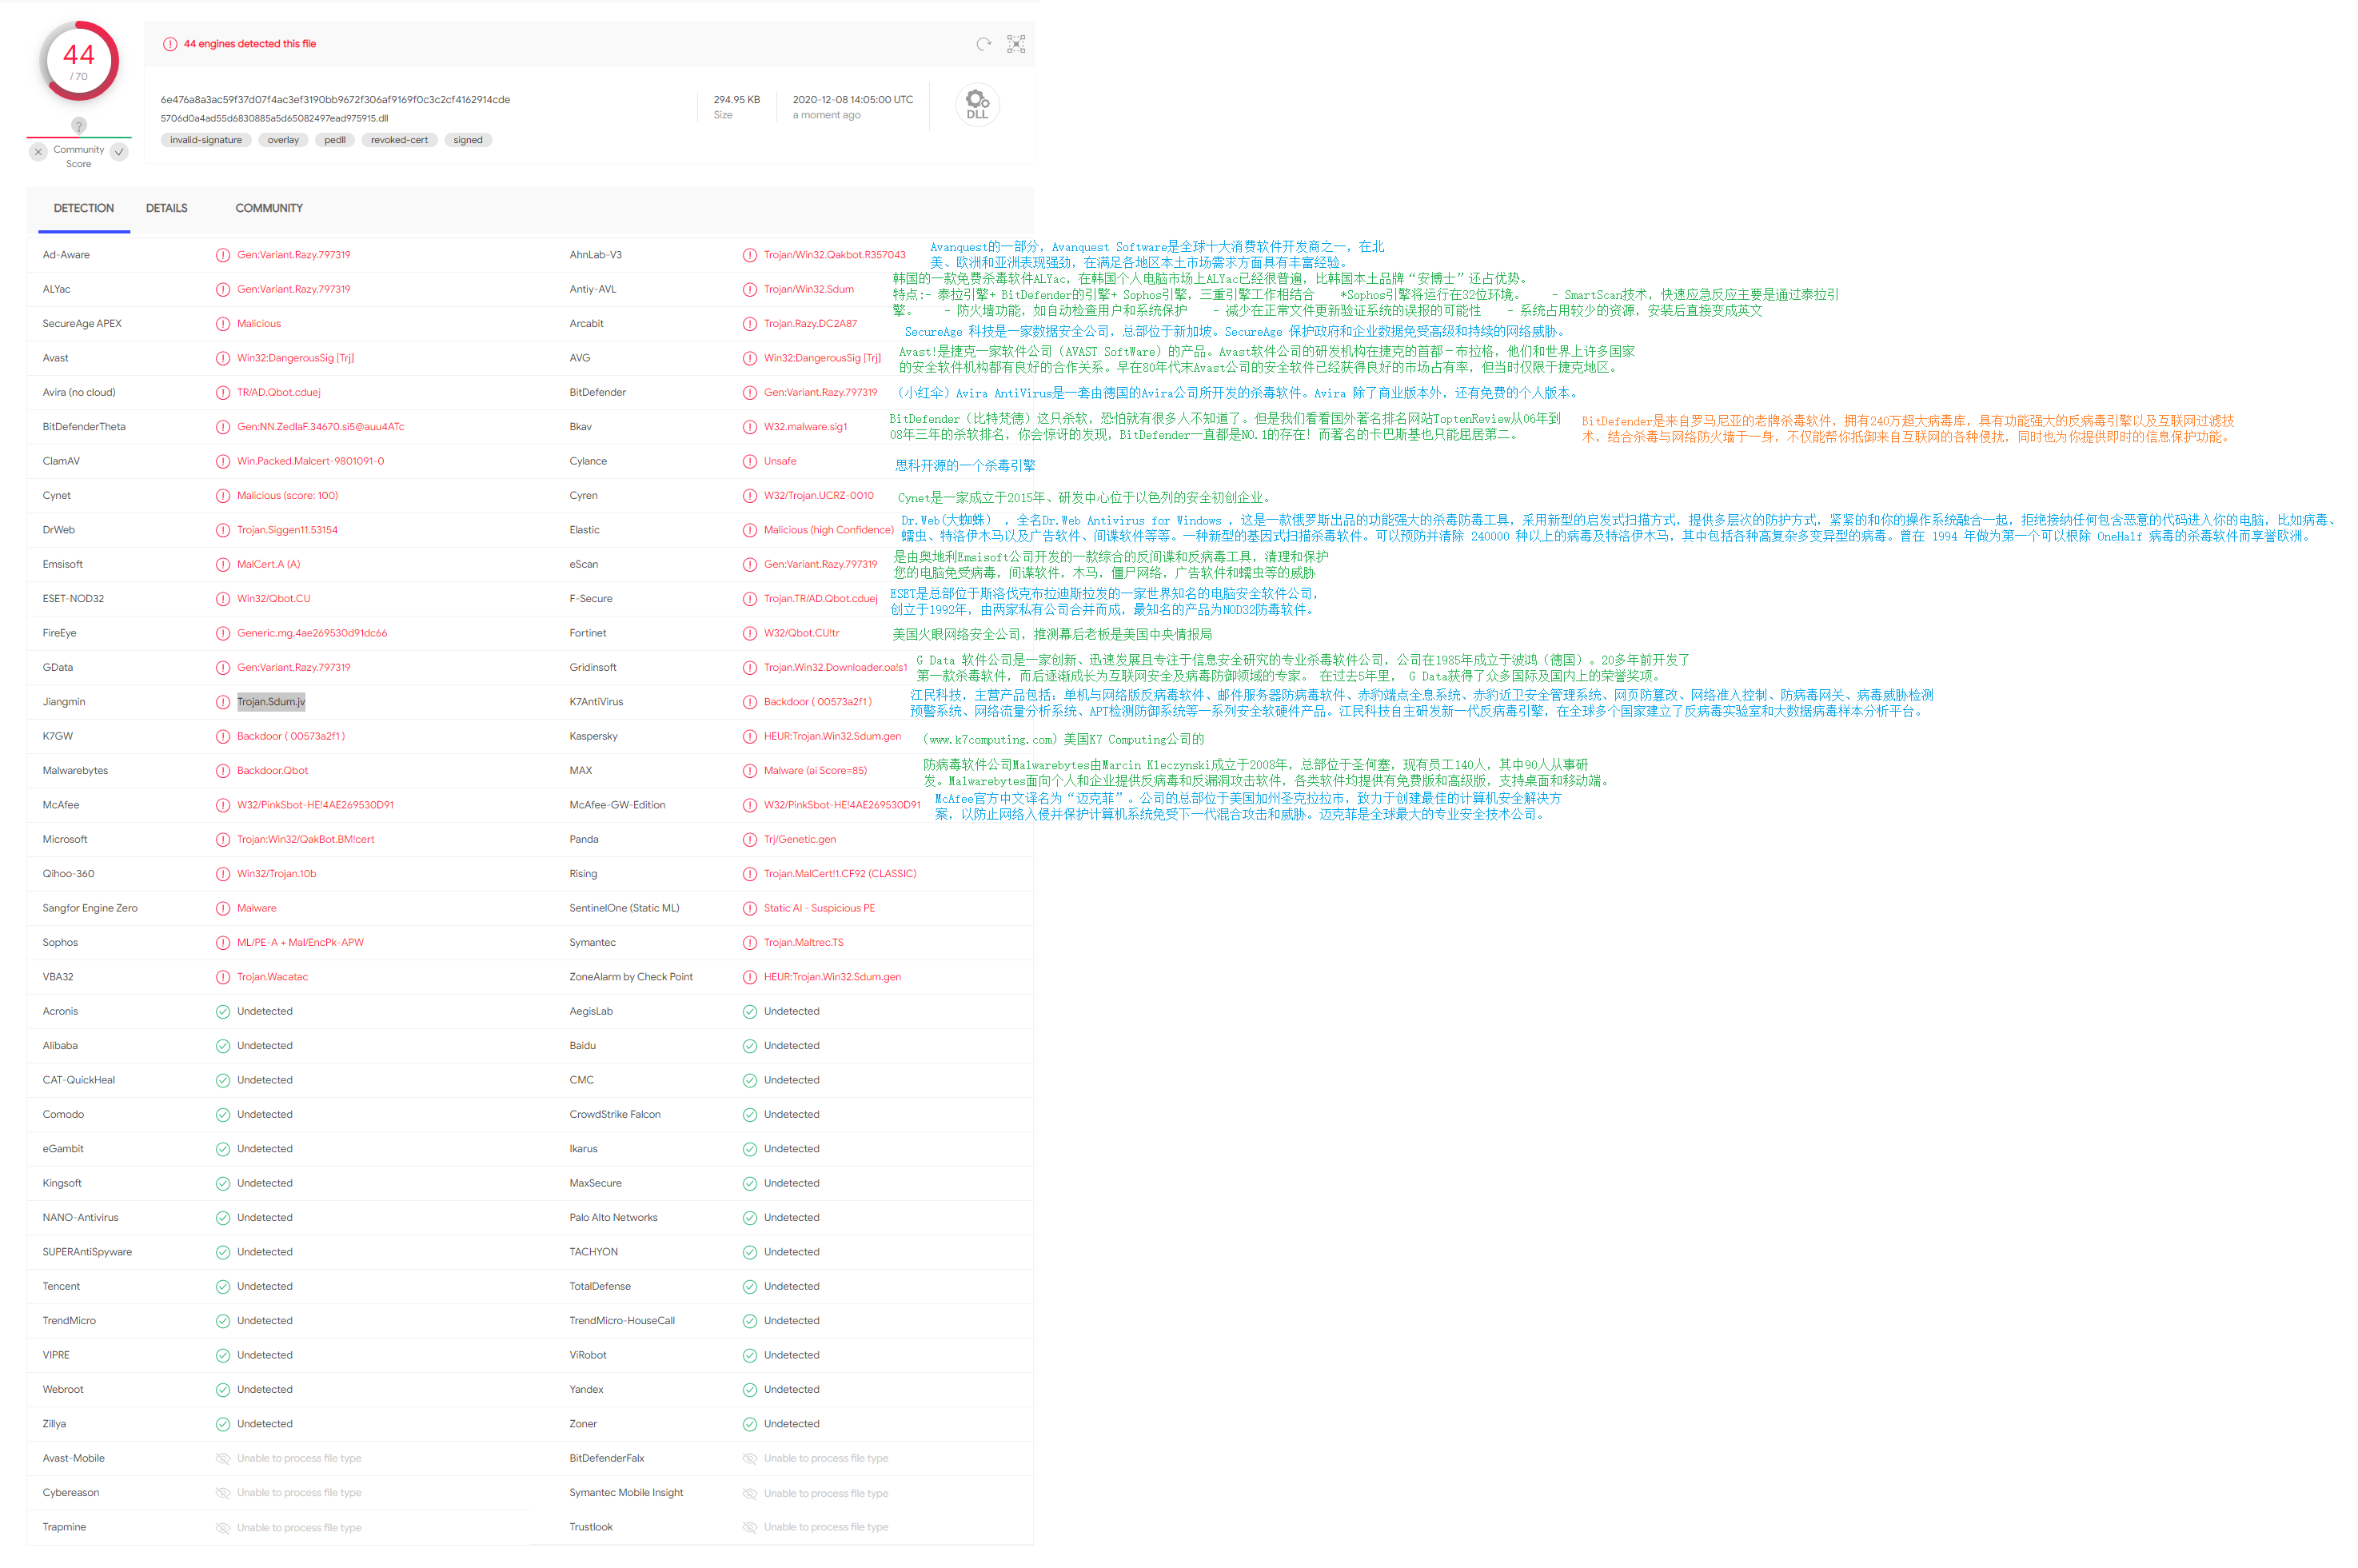 44
/ 70
?
Community
Score
44 engines detected this file
6e476a8a3ac59f37d07f4ac3ef3190bb9672f306af9169f0c3c2cf4162914cde
5706d0a4ad55d6830885a5d65082497ead975915.dll
invalid-signature overlay pedll revoked-cert signed
294.95 KB
Size
2020-12-08 14:05:00 UTC
a moment ago
DLL
DETECTION DETAILS COMMUNITY
Ad-Aware Gen:Variant.Razy.797319 AhnLab-V3 Trojan/Win32.Qakbot.R357043
Avanquest的一部分，Avanquest Software是全球十大消费软件开发商之一，在北
美、欧洲和亚洲表现强劲，在满足各地区本土市场需求方面具有丰富经验。
ALYac Gen:Variant.Razy.797319 Antiy-AVL Trojan/Win32.Sdum
韩国的一款免费杀毒软件ALYac，在韩国个人电脑市场上ALYac已经很普遍，比韩国本土品牌“安博士”还占优势。
特点:- 泰拉引擎+ BitDefender的引擎+ Sophos引擎，三重引擎工作相结合 *Sophos引擎将运行在32位环境。 - SmartScan技术，快速应急反应主要是通过泰拉引
擎。 - 防火墙功能，如自动检查用户和系统保护 - 减少在正常文件更新验证系统的误报的可能性 - 系统占用较少的资源，安装后直接变成英文
SecureAge APEX Malicious Arcabit Trojan.Razy.DC2A87
SecureAge 科技是一家数据安全公司，总部位于新加坡。SecureAge 保护政府和企业数据免受高级和持续的网络威胁。
Avast Win32:DangerousSig [Trj] AVG Win32:DangerousSig [Trj]
Avast!是捷克一家软件公司（AVAST SoftWare）的产品。Avast软件公司的研发机构在捷克的首都－布拉格，他们和世界上许多国家
的安全软件机构都有良好的合作关系。早在80年代末Avast公司的安全软件已经获得良好的市场占有率，但当时仅限于捷克地区。
Avira (no cloud) TR/AD.Qbot.cduej BitDefender Gen:Variant.Razy.797319
（小红伞）Avira AntiVirus是一套由德国的Avira公司所开发的杀毒软件。Avira 除了商业版本外，还有免费的个人版本。
BitDefenderTheta Gen:NN.ZedlaF.34670.si5@auu4ATc Bkav W32.malware.sig1
BitDefender（比特梵德）这只杀软，恐怕就有很多人不知道了。但是我们看看国外著名排名网站ToptenReview从06年到
08年三年的杀软排名，你会惊讶的发现，BitDefender一直都是NO.1的存在！而著名的卡巴斯基也只能屈居第二。
BitDefender是来自罗马尼亚的老牌杀毒软件，拥有240万超大病毒库，具有功能强大的反病毒引擎以及互联网过滤技
术，结合杀毒与网络防火墙于一身，不仅能帮你抵御来自互联网的各种侵扰，同时也为你提供即时的信息保护功能。
ClamAV Win.Packed.Malcert-9801091-0 Cylance Unsafe
思科开源的一个杀毒引擎
Cynet Malicious (score: 100) Cyren W32/Trojan.UCRZ-0010
Cynet是一家成立于2015年、研发中心位于以色列的安全初创企业。
DrWeb Trojan.Siggen11.53154 Elastic Malicious (high Confidence)
Dr.Web(大蜘蛛) ，全名Dr.Web Antivirus for Windows ，这是一款俄罗斯出品的功能强大的杀毒防毒工具，采用新型的启发式扫描方式，提供多层次的防护方式，紧紧的和你的操作系统融合一起，拒绝接纳任何包含恶意的代码进入你的电脑，比如病毒、
蠕虫、特洛伊木马以及广告软件、间谍软件等等。一种新型的基因式扫描杀毒软件。可以预防并清除 240000 种以上的病毒及特洛伊木马，其中包括各种高复杂多变异型的病毒。曾在 1994 年做为第一个可以根除 OneHalf 病毒的杀毒软件而享誉欧洲。
Emsisoft MalCert.A (A) eScan Gen:Variant.Razy.797319
是由奥地利Emsisoft公司开发的一款综合的反间谍和反病毒工具，清理和保护
您的电脑免受病毒，间谍软件，木马，僵尸网络，广告软件和蠕虫等的威胁
ESET-NOD32 Win32/Qbot.CU F-Secure Trojan.TR/AD.Qbot.cduej
ESET是总部位于斯洛伐克布拉迪斯拉发的一家世界知名的电脑安全软件公司，
创立于1992年，由两家私有公司合并而成，最知名的产品为NOD32防毒软件。
FireEye Generic.mg.4ae269530d91dc66 Fortinet W32/Qbot.CU!tr
美国火眼网络安全公司，推测幕后老板是美国中央情报局
GData Gen:Variant.Razy.797319 Gridinsoft Trojan.Win32.Downloader.oa!s1
G Data 软件公司是一家创新、迅速发展且专注于信息安全研究的专业杀毒软件公司，公司在1985年成立于波鸿（德国）。20多年前开发了
第一款杀毒软件，而后逐渐成长为互联网安全及病毒防御领域的专家。 在过去5年里， G Data获得了众多国际及国内上的荣誉奖项。
Jiangmin Trojan.Sdum.jv K7AntiVirus Backdoor ( 00573a2f1 )
江民科技，主营产品包括：单机与网络版反病毒软件、邮件服务器防病毒软件、赤豹端点全息系统、赤豹近卫安全管理系统、网页防篡改、网络准入控制、防病毒网关、病毒威胁检测
预警系统、网络流量分析系统、APT检测防御系统等一系列安全软硬件产品。江民科技自主研发新一代反病毒引擎，在全球多个国家建立了反病毒实验室和大数据病毒样本分析平台。
K7GW Backdoor ( 00573a2f1 ) Kaspersky HEUR:Trojan.Win32.Sdum.gen
（www.k7computing.com）美国K7 Computing公司的
Malwarebytes Backdoor.Qbot MAX Malware (ai Score=85)
防病毒软件公司Malwarebytes由Marcin Kleczynski成立于2008年，总部位于圣何塞，现有员工140人，其中90人从事研
发。Malwarebytes面向个人和企业提供反病毒和反漏洞攻击软件，各类软件均提供有免费版和高级版，支持桌面和移动端。
McAfee W32/PinkSbot-HE!4AE269530D91 McAfee-GW-Edition W32/PinkSbot-HE!4AE269530D91
McAfee官方中文译名为“迈克菲”。公司的总部位于美国加州圣克拉拉市，致力于创建最佳的计算机安全解决方
案，以防止网络入侵并保护计算机系统免受下一代混合攻击和威胁。迈克菲是全球最大的专业安全技术公司。
Microsoft Trojan:Win32/QakBot.BM!cert Panda Trj/Genetic.gen
Qihoo-360 Win32/Trojan.10b Rising Trojan.MalCert!1.CF92 (CLASSIC)
Sangfor Engine Zero Malware SentinelOne (Static ML) Static AI - Suspicious PE
Sophos ML/PE-A + Mal/EncPk-APW Symantec Trojan.Maltrec.TS
VBA32 Trojan.Wacatac ZoneAlarm by Check Point HEUR:Trojan.Win32.Sdum.gen
Acronis Undetected AegisLab Undetected
Alibaba Undetected Baidu Undetected
CAT-QuickHeal Undetected CMC Undetected
Comodo Undetected CrowdStrike Falcon Undetected
eGambit Undetected Ikarus Undetected
Kingsoft Undetected MaxSecure Undetected
NANO-Antivirus Undetected Palo Alto Networks Undetected
SUPERAntiSpyware Undetected TACHYON Undetected
Tencent Undetected TotalDefense Undetected
TrendMicro Undetected TrendMicro-HouseCall Undetected
VIPRE Undetected ViRobot Undetected
Webroot Undetected Yandex Undetected
Zillya Undetected Zoner Undetected
Avast-Mobile Unable to process file type BitDefenderFalx Unable to process file type
Cybereason Unable to process file type Symantec Mobile Insight Unable to process file type
Trapmine Unable to process file type Trustlook Unable to process file type